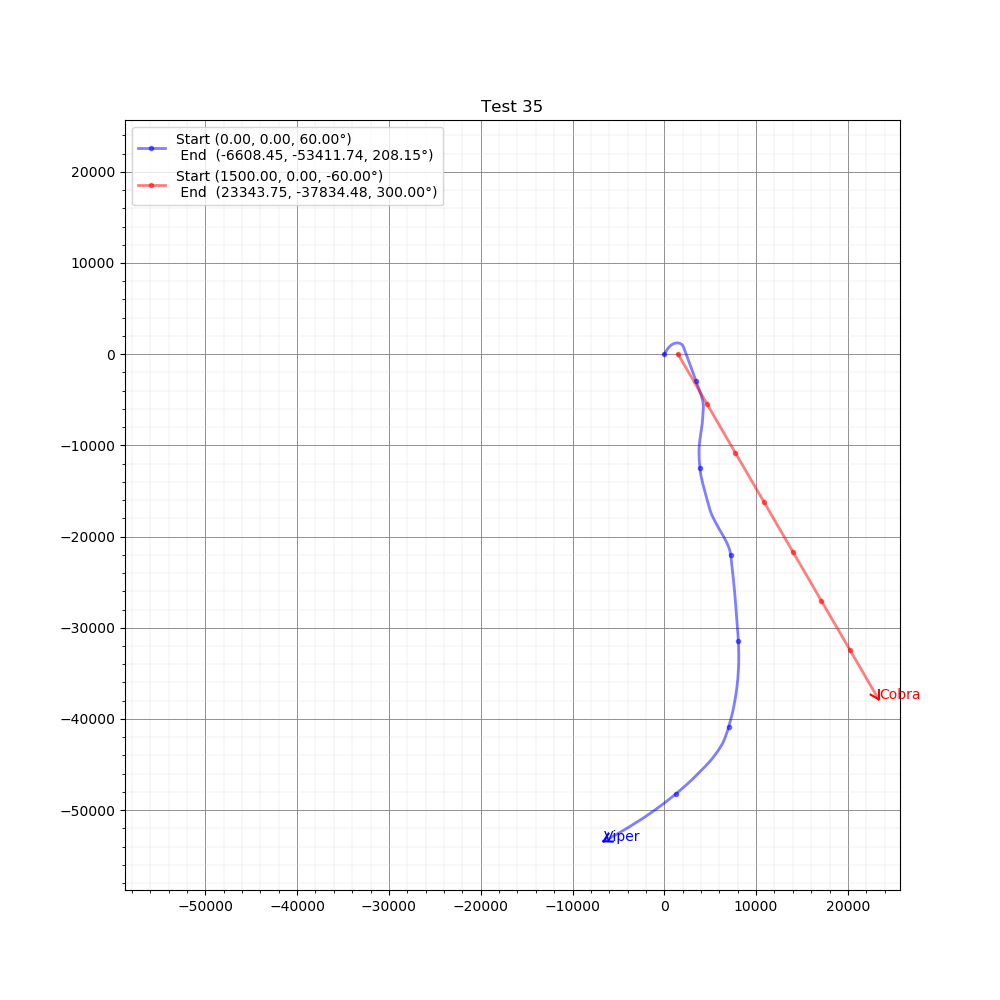 Test 35
Start (0.00, 0.00, 60.00°)
End (-6608.45, -53411.74, 208.15°)
Start (1500.00, 0.00, -60.00°)
End (23343.75, -37834.48, 300.00°)
20000
10000
0
−10000
−20000
−30000
−40000
−50000
Cobra
Viper
−50000 −40000 −30000 −20000 −10000 0 10000 20000